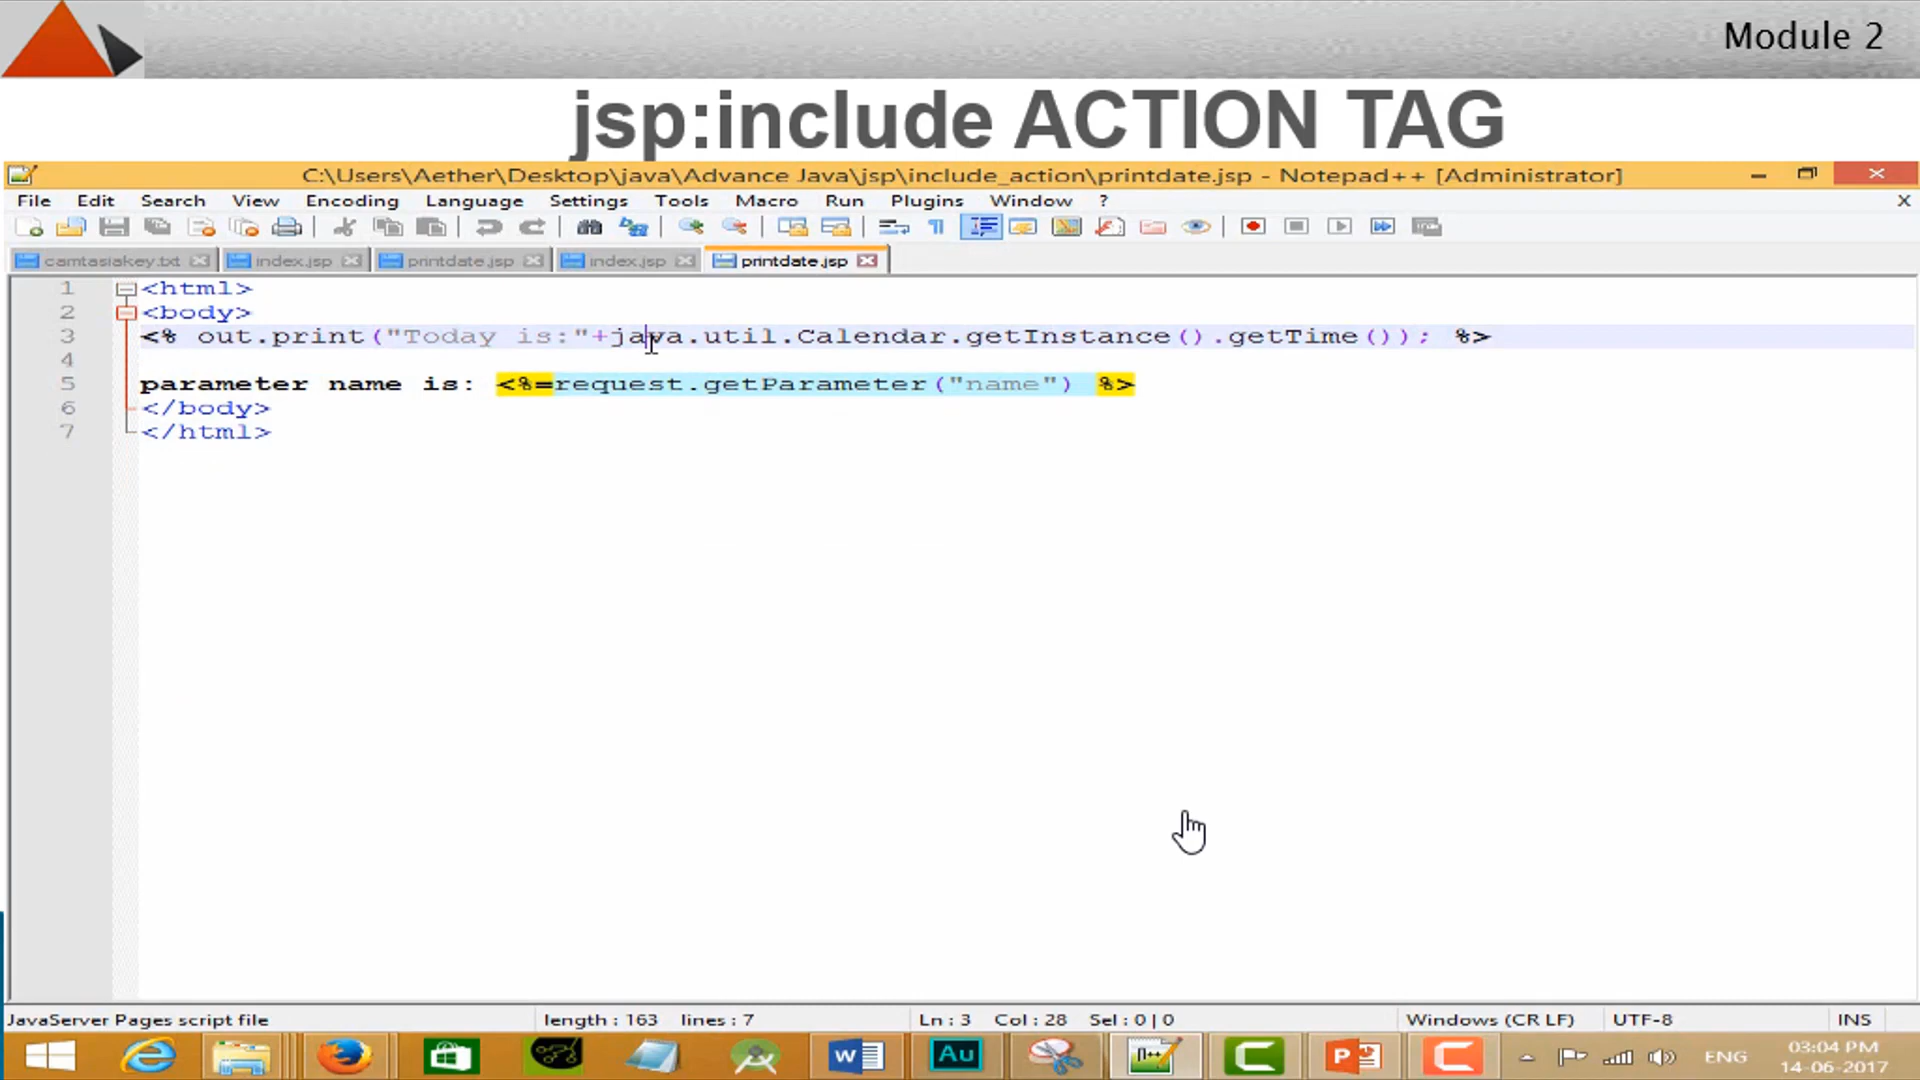 Module 2
jsp:include ACTION TAG
C:\Users\Aether\Desktop\java\Advance Java\jsp\include_action\printdate.jsp - Notepad++ [Administrator]
File Edit Search View Encoding Language Settings Tools Macro Run Plugins Window ? X
camtasiakey.txt index.jsp printdate.jsp index.jsp printdate.jsp
1 <html>
2 <body>
3 <% out.print("Today is:"+java.util.Calendar.getInstance().getTime()); %>
4
5 parameter name is: <%=request.getParameter("name") %>
6 </body>
7 </html>
JavaServer Pages script file length : 163 lines : 7 Ln : 3 Col : 28 Sel : 0 | 0 Windows (CR LF) UTF-8 INS
ENG 03:04 PM
14-06-2017